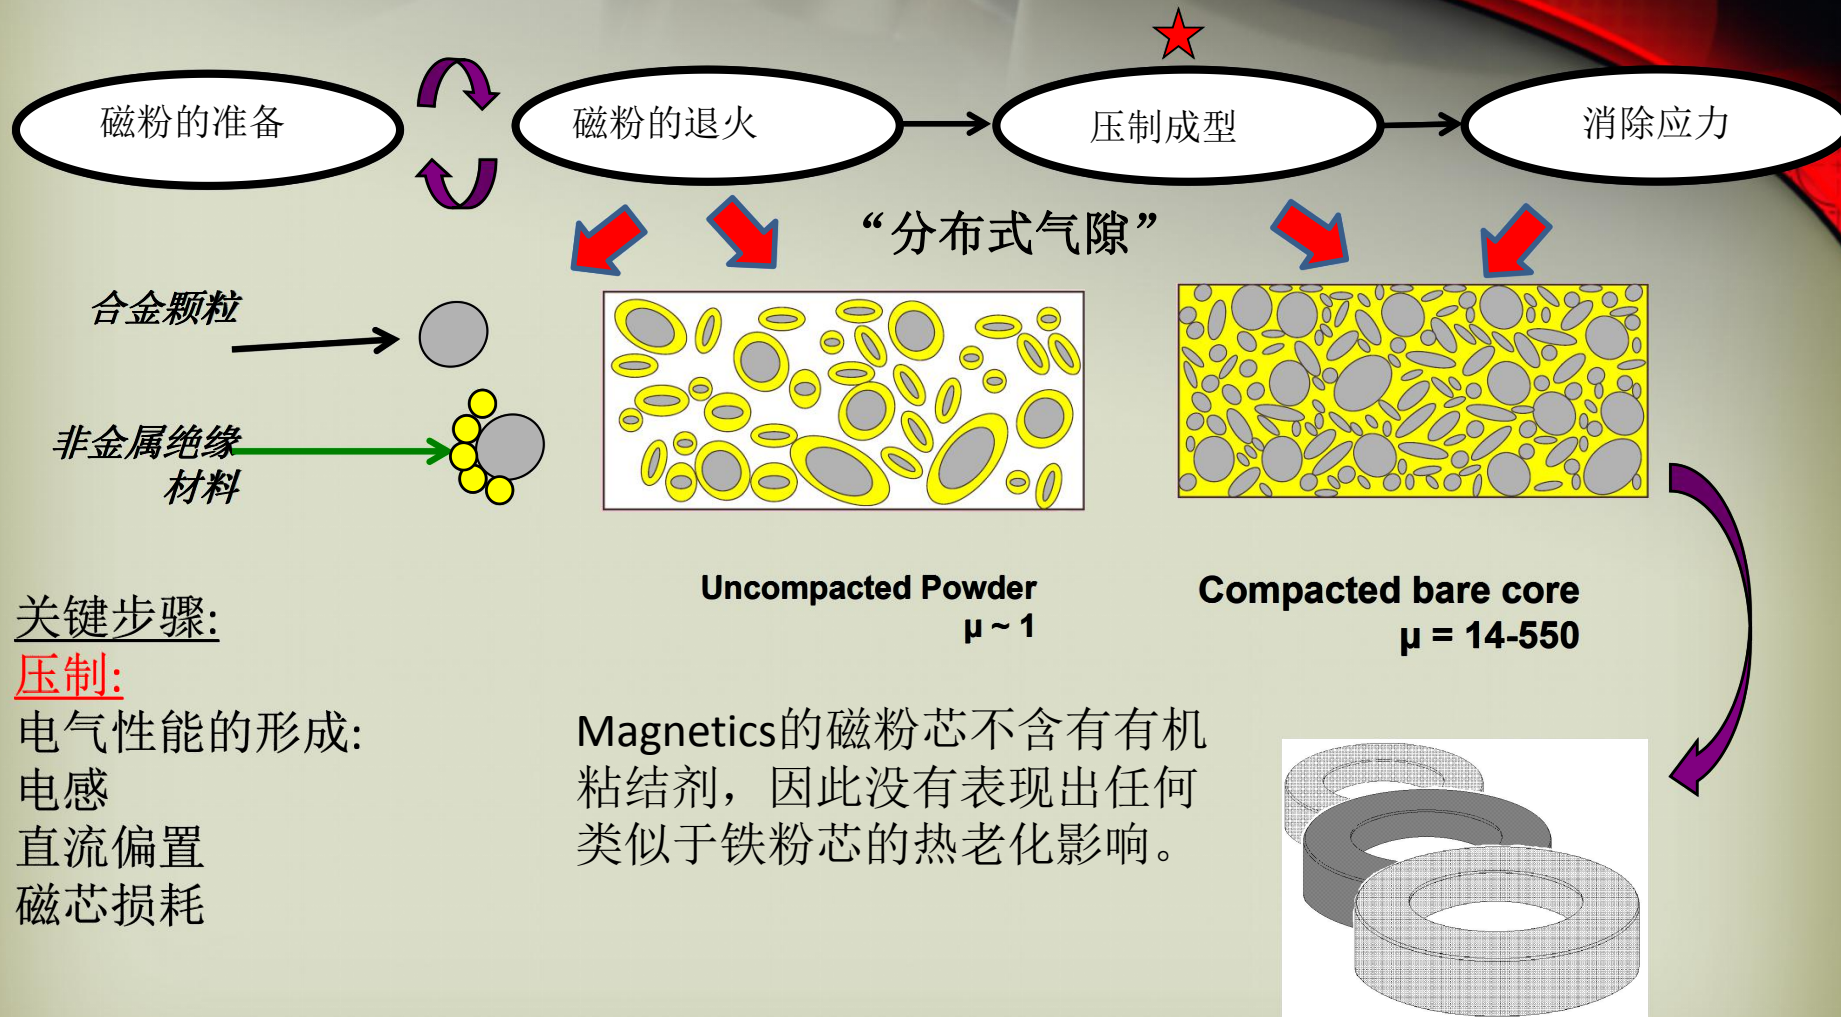 磁粉的准备
磁粉的退火
压制成型
消除应力
“分布式气隙”
合金颗粒
非金属绝缘
材料
Uncompacted Powder
μ ~ 1
Compacted bare core
μ = 14-550
关键步骤:
压制:
电气性能的形成:
电感
直流偏置
磁芯损耗
Magnetics的磁粉芯不含有有机
粘结剂，因此没有表现出任何
类似于铁粉芯的热老化影响。